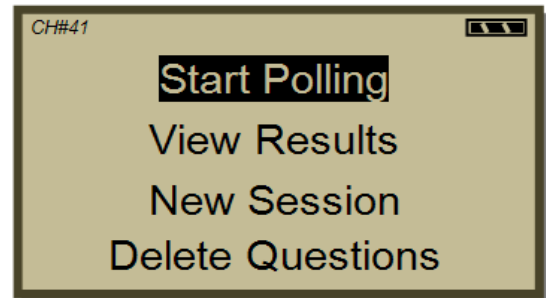 CH#41
Start Polling
View Results
New Session
Delete Questions